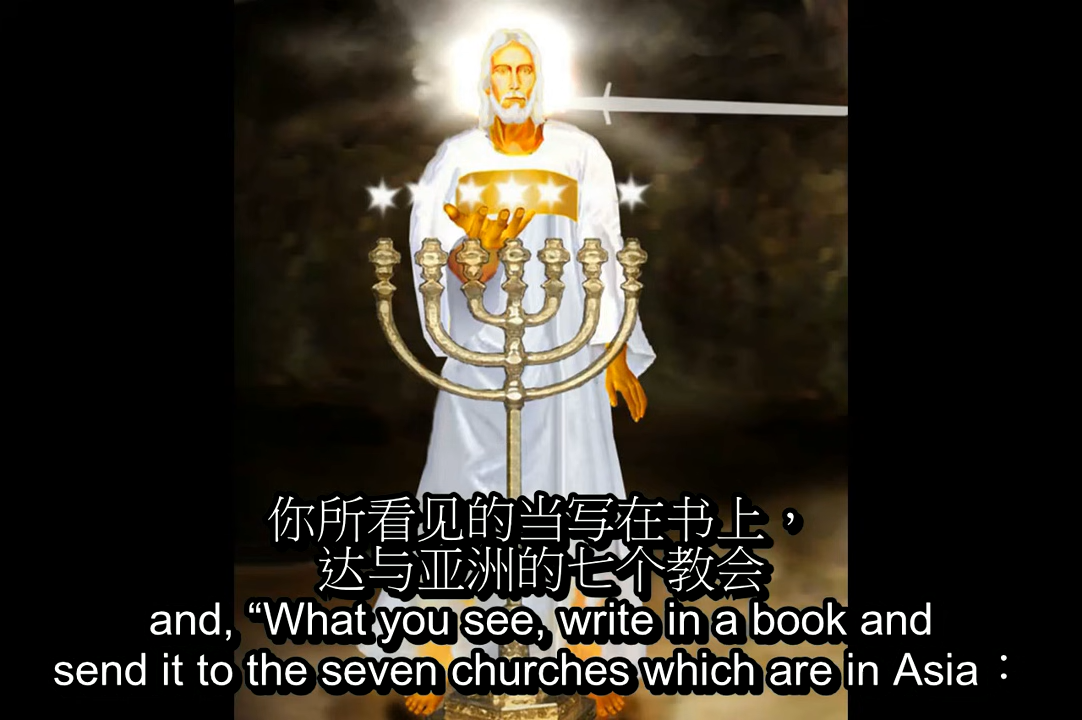 你所看见的当写在书上，
达与亚洲的七个教会
and, “What you see, write in a book and
send it to the seven churches which are in Asia：